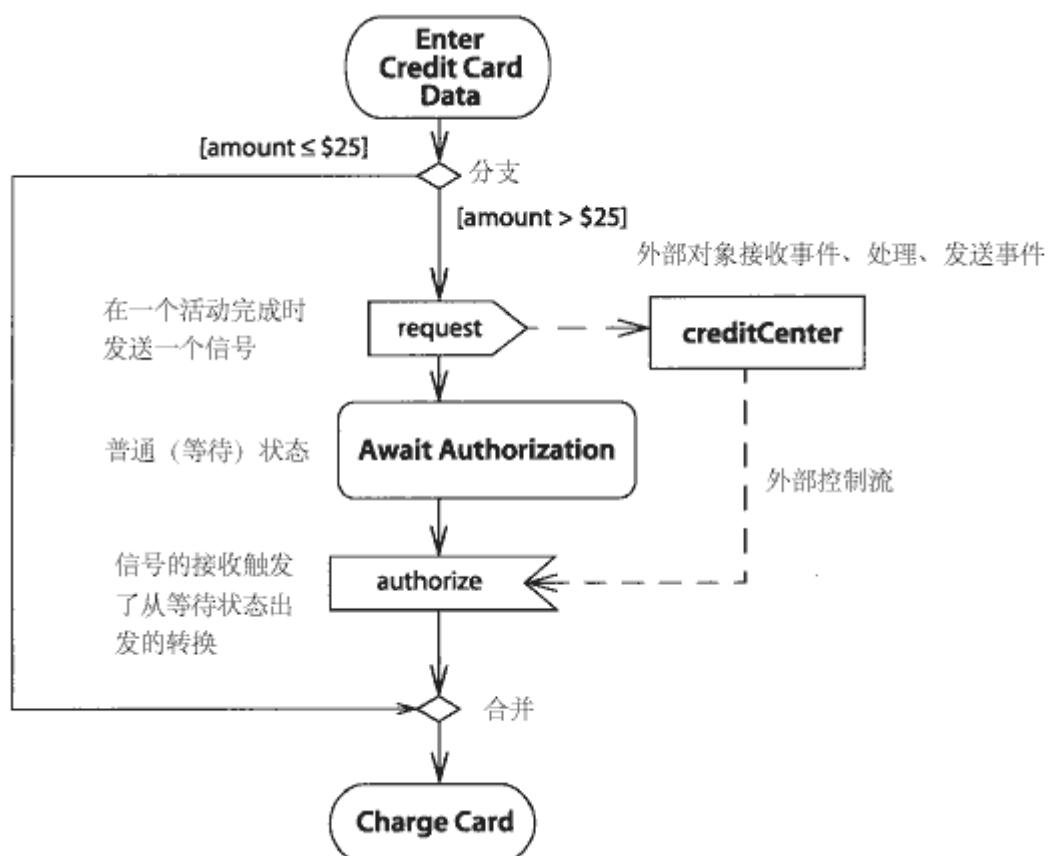 Enter
Credit Card
Data
[amount ≤ $25]
分支
[amount > $25]
外部对象接收事件、处理、发送事件
在一个活动完成时
发送一个信号
request
creditCenter
普通（等待）状态
Await Authorization
外部控制流
信号的接收触发
了从等待状态出
发的转换
authorize
合并
Charge Card